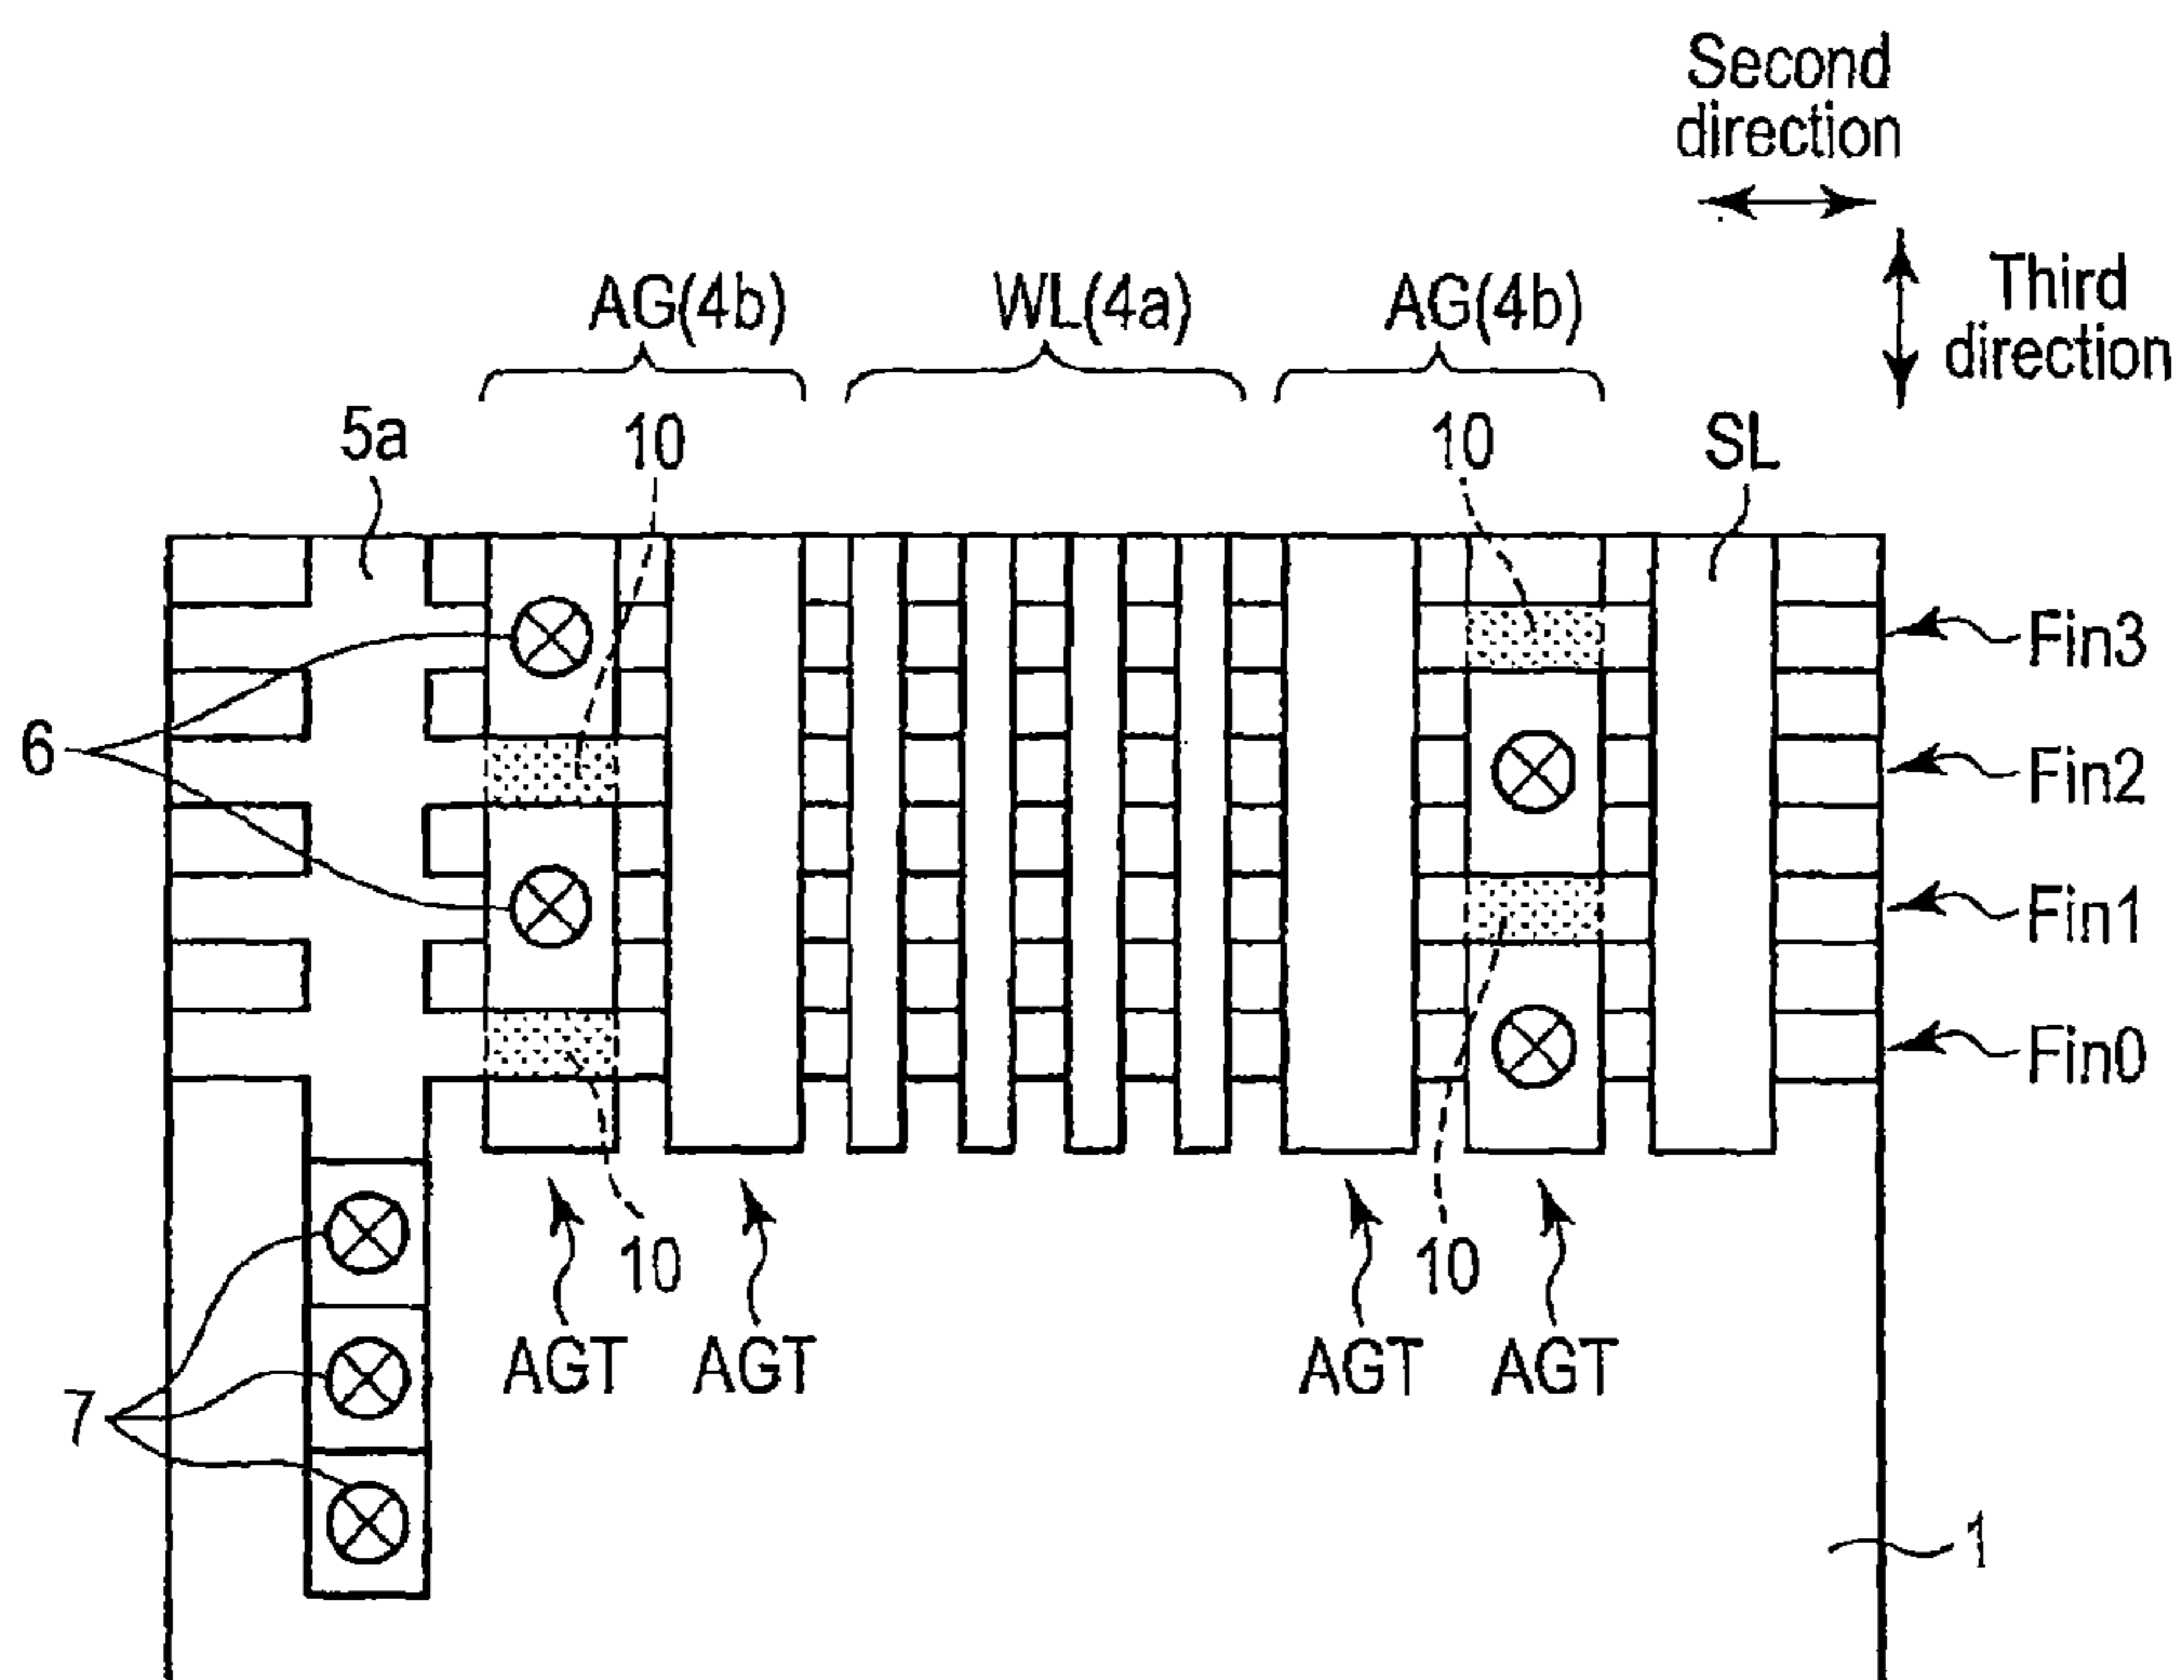 Second
direction
Third
direction
AG(4b) WL(4a) AG(4b)
5a 10 10 SL
Fin3
6 Fin2
Fin1
Fin0
10 10
7 AGT AGT AGT AGT
1